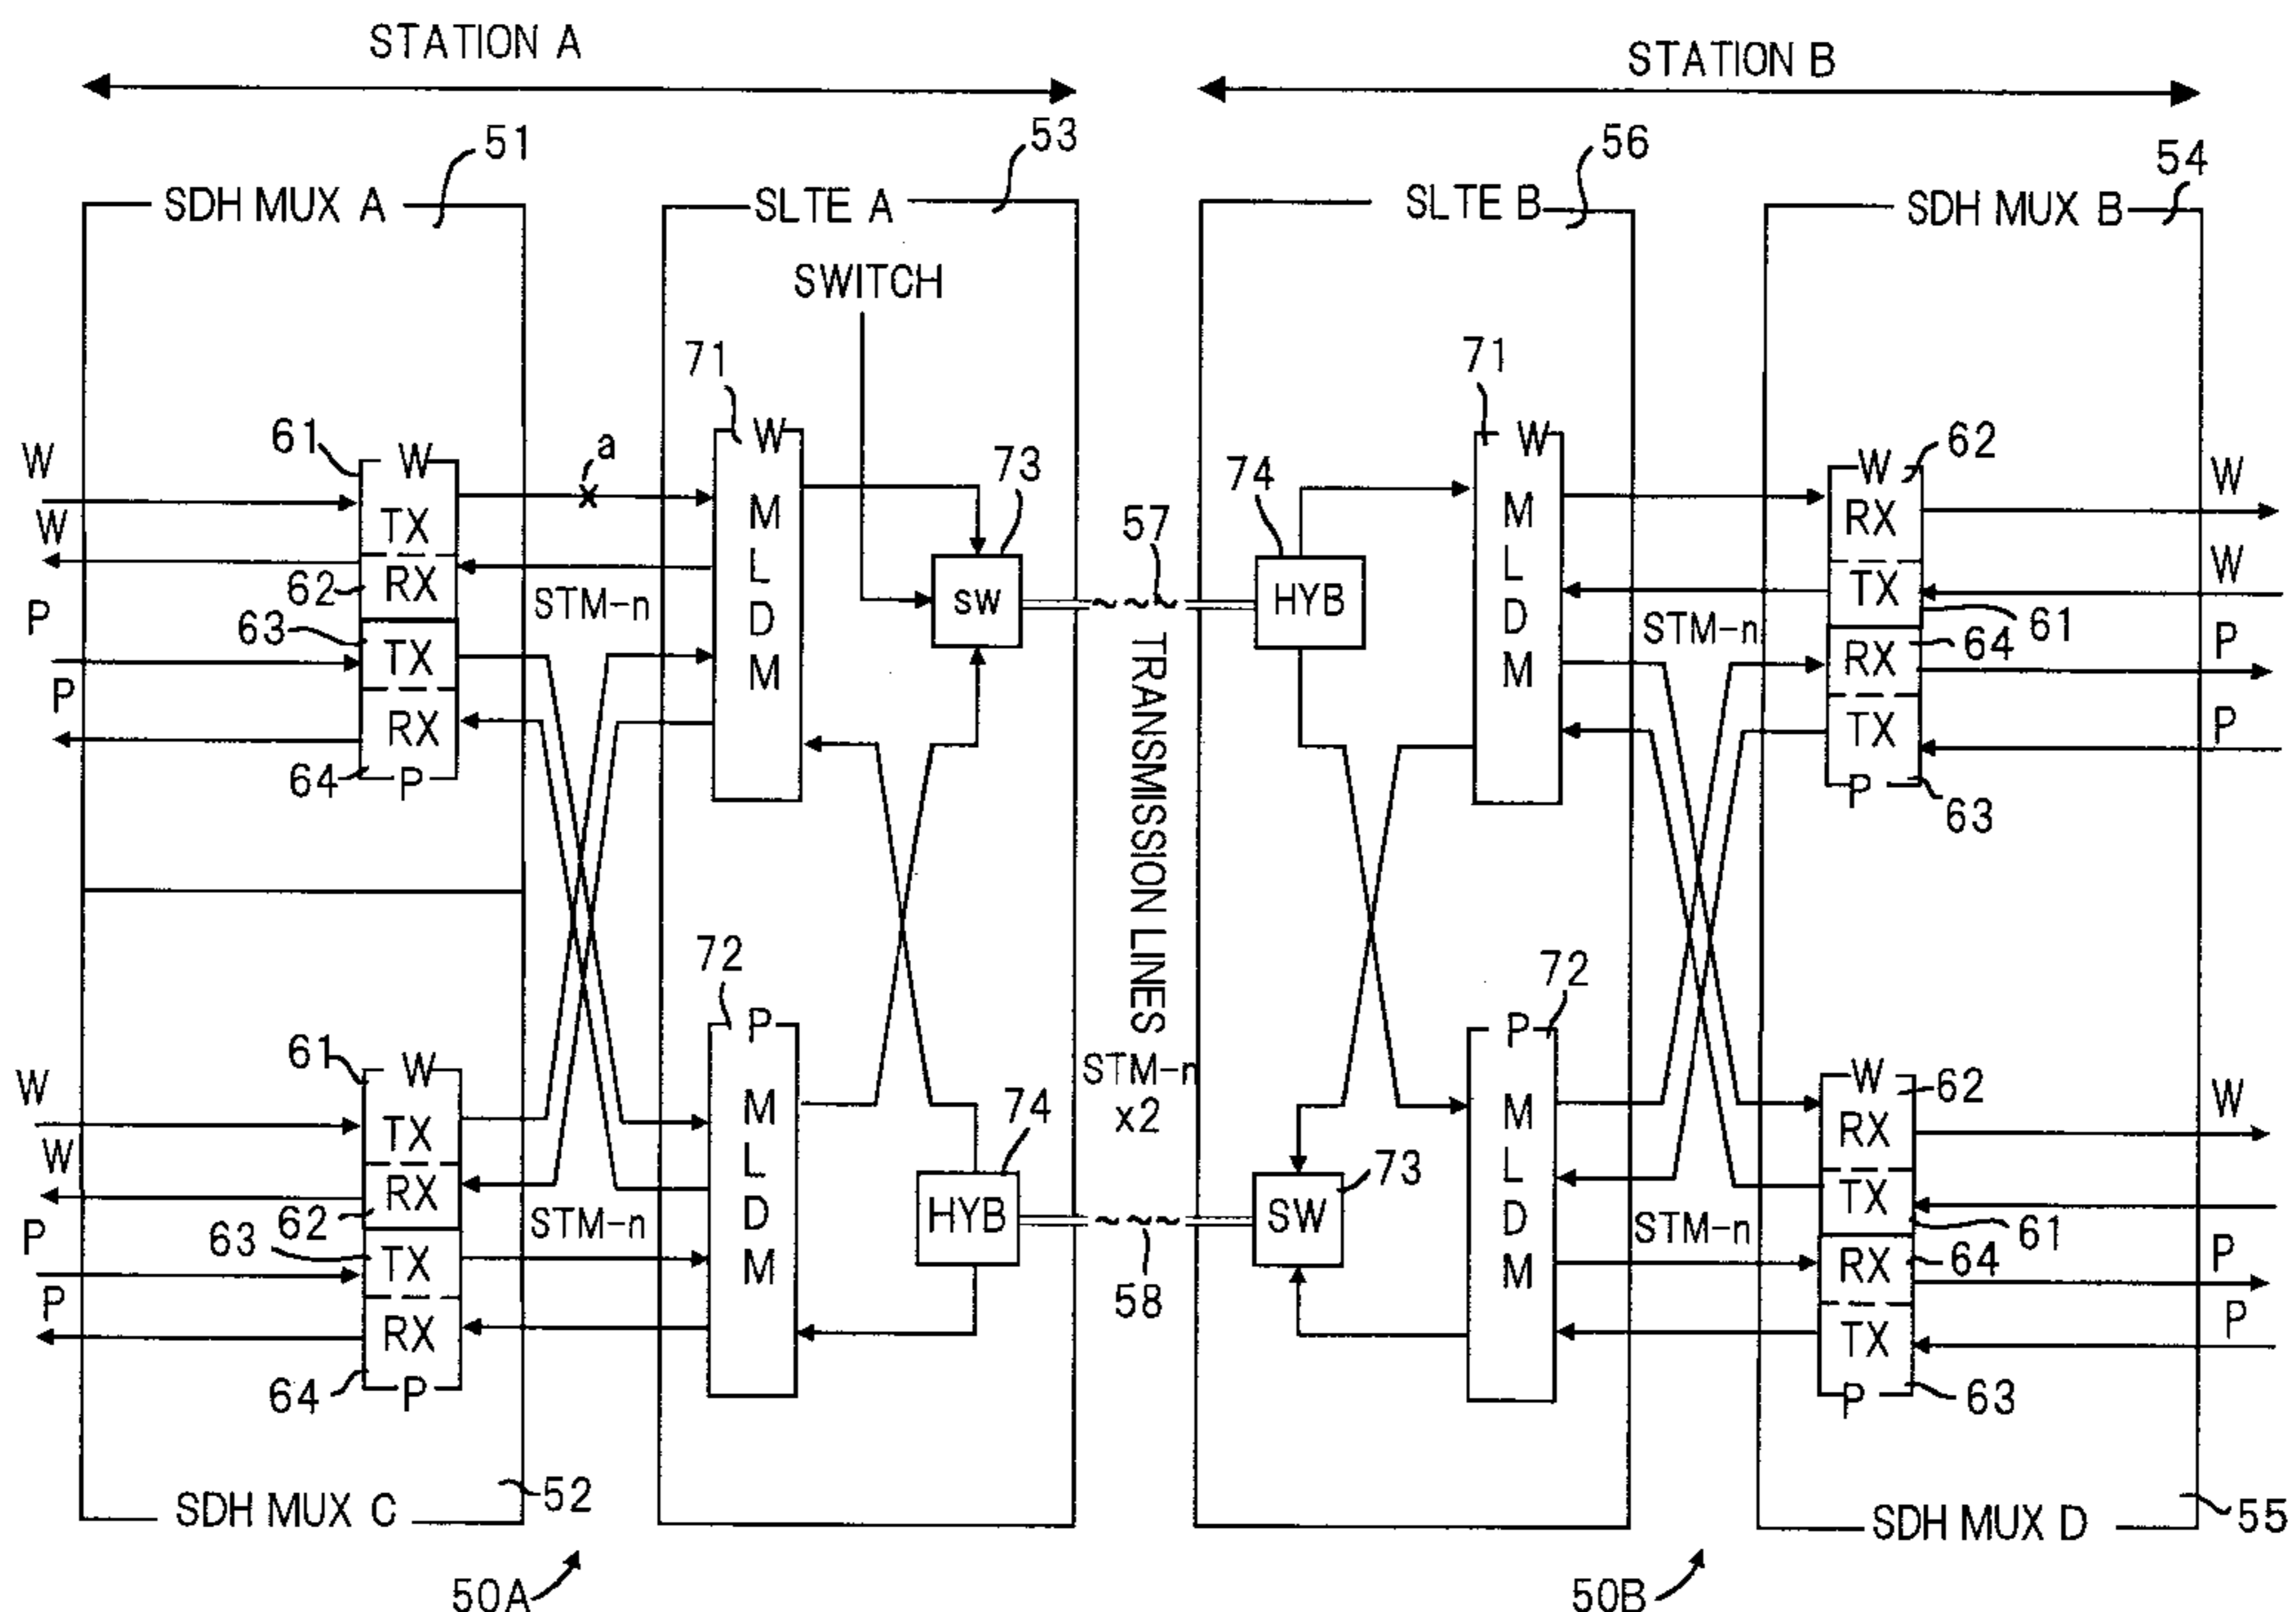 STATION A
STATION B
51
53
56
54
SDH MUX A
SLTE A
SLTE B
SDH MUX B
SWITCH
71
71
W
61
W
a
W
73
74
W
W
62
W
W
TX
M
L
D
M
57
M
L
D
M
RX
W
62
RX
STM-n
SW
HYB
TX
P
63
TX
STM-n
61
64
P
RX
P
RX
TX
P
64
P
P
63
TRANSMISSION LINES
72
72
P
P
61
W
STM-n
x2
W
62
W
TX
M
L
D
M
74
M
L
D
M
RX
W
W
RX
73
TX
62
STM-n
HYB
SW
STM-n
61
P
63
TX
RX
64
P
P
RX
58
TX
P
64
P
P
63
52
55
SDH MUX C
SDH MUX D
50A
50B